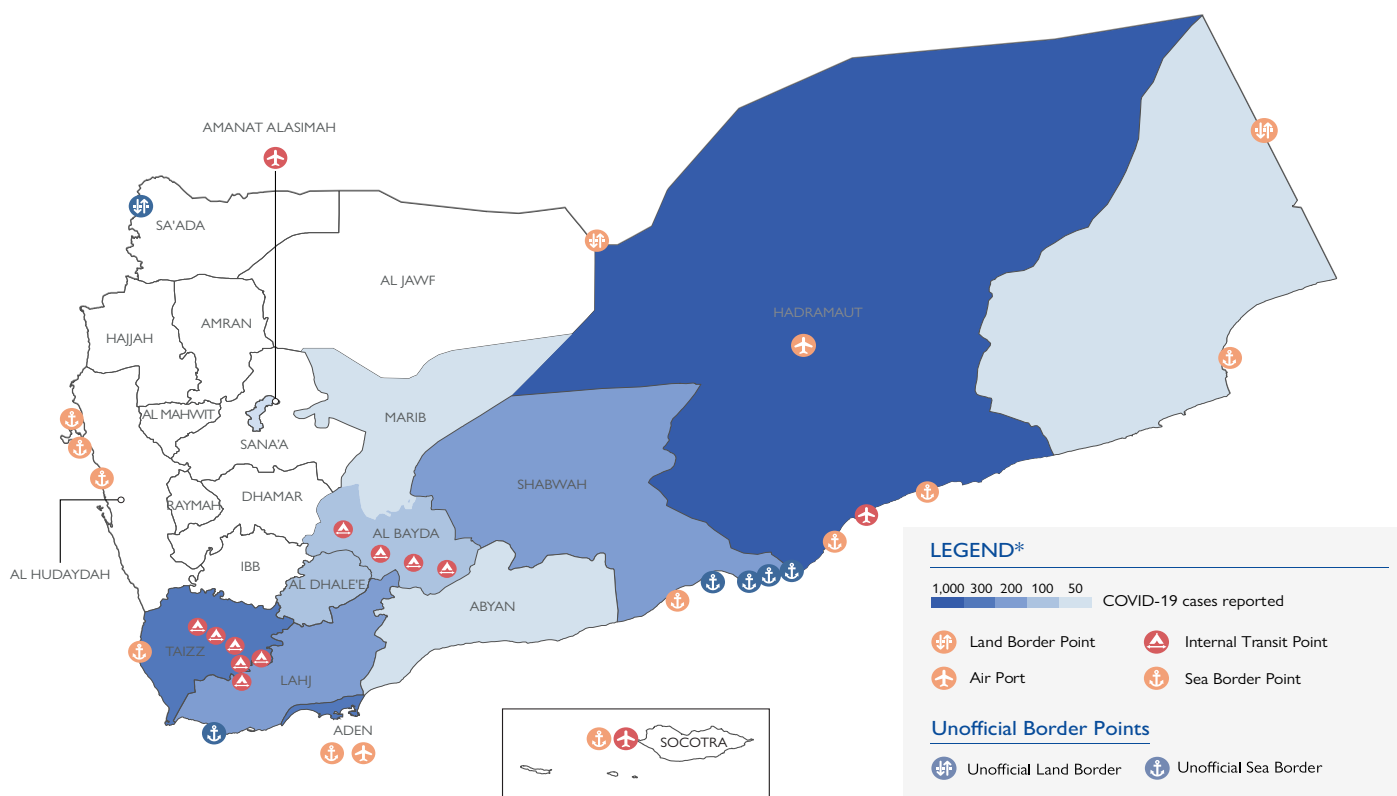 AMANAT ALASIMAH
SA'ADA
AL JAWF
HADRAMAUT
AMRAN
HAJJAH
AL MAHWIT
MARIB
SANA'A
SHABWAH
DHAMAR
RAYMAH
AL BAYDA
IBB
AL HUDAYDAH
AL DHALE'E
ABYAN
TAIZZ
LAHJ
ADEN
SOCOTRA
LEGEND*
1,000 300 200 100 50
COVID-19 cases reported
Land Border Point
Internal Transit Point
Air Port
Sea Border Point
Unofficial Border Points
Unofficial Land Border
Unofficial Sea Border